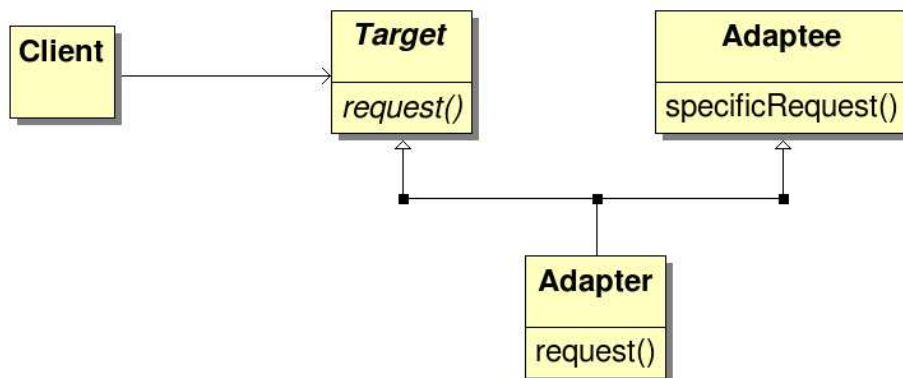 Client
Target
request()
Adaptee
specificRequest()
Adapter
request()